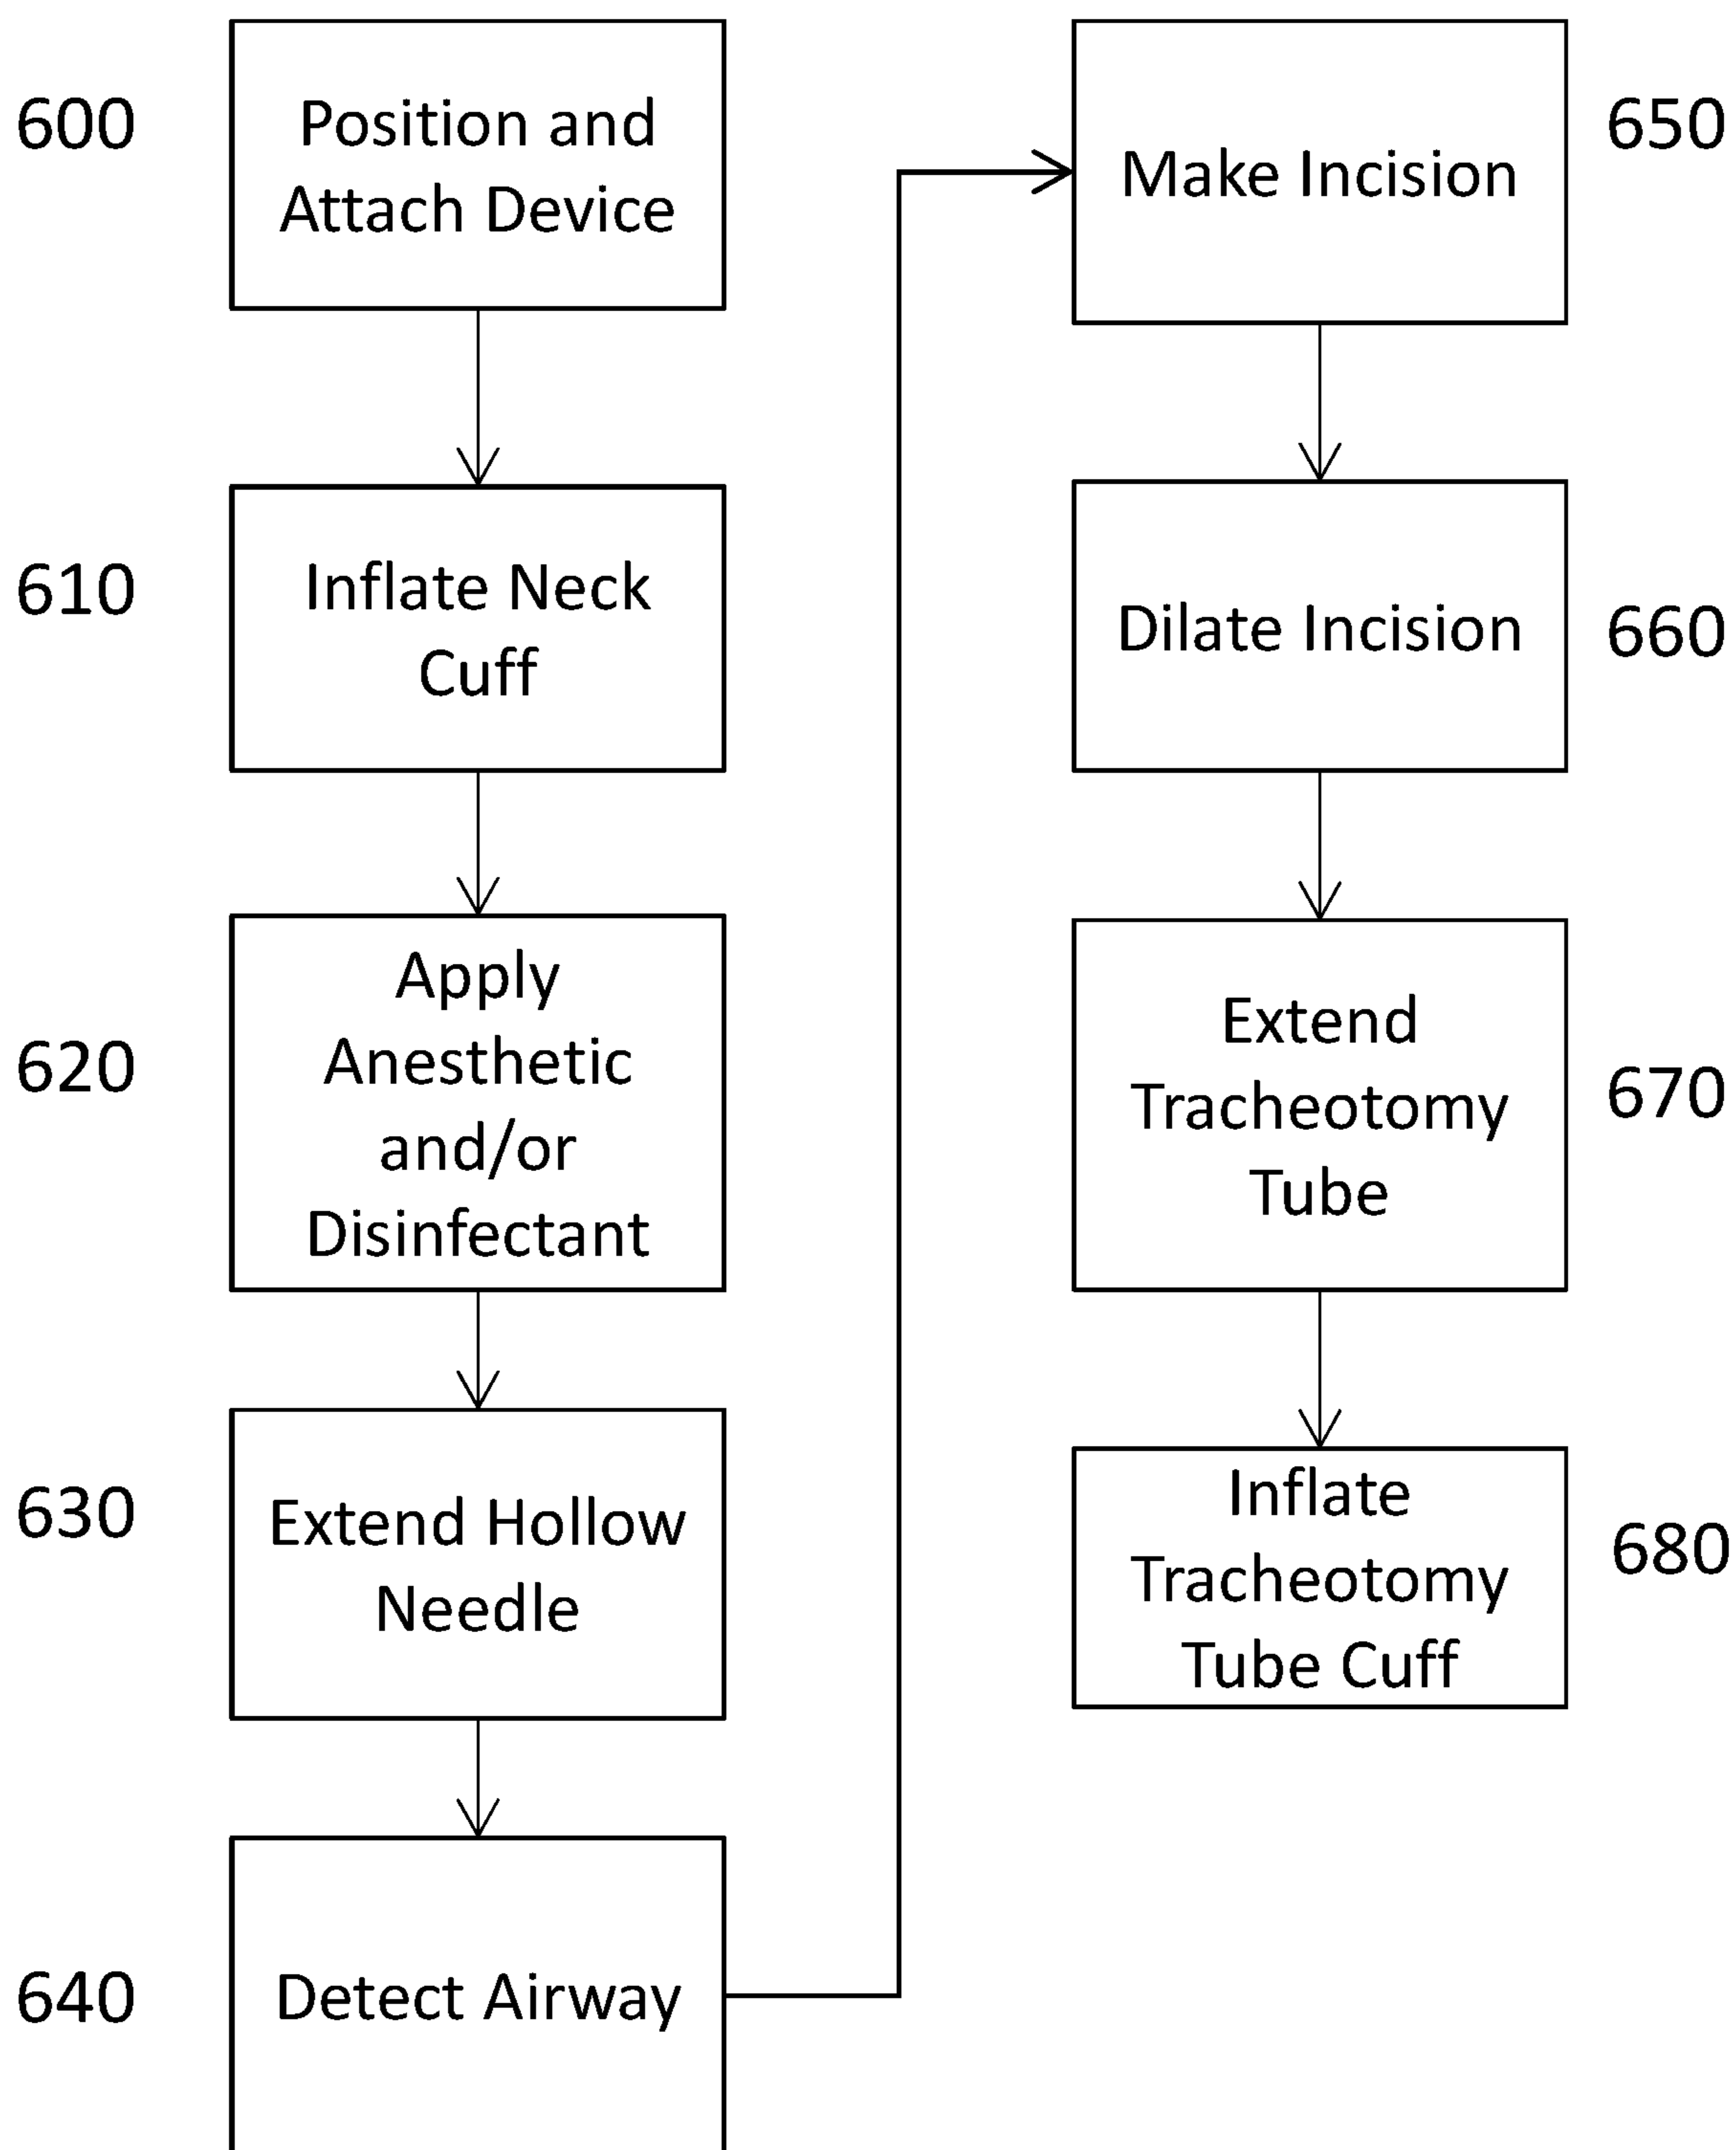 600
Position and
Attach Device
610
Inflate Neck
Cuff
620
Apply
Anesthetic
and/or
Disinfectant
630
Extend Hollow
Needle
640
Detect Airway
650
Make Incision
660
Dilate Incision
670
Extend
Tracheotomy
Tube
680
Inflate
Tracheotomy
Tube Cuff